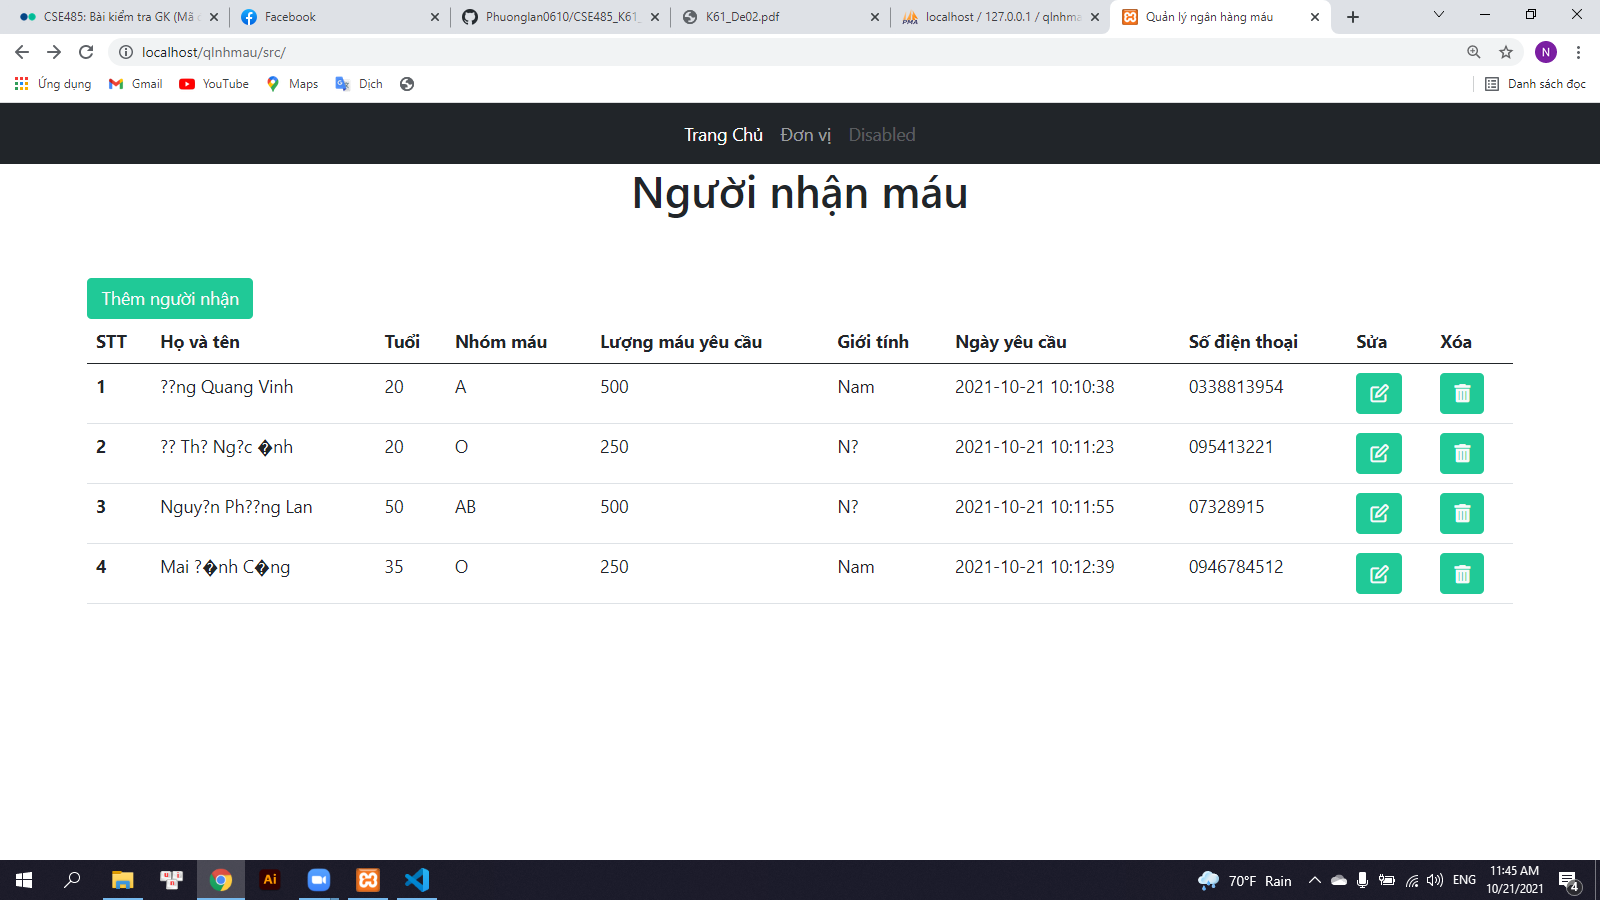 CSE485: Bài kiểm tra GK (Mã
Facebook
Phuonglan0610/CSE485_K61_
K61_De02.pdf
localhost / 127.0.0.1 / qlnhma
Quản lý ngân hàng máu
localhost/qlnhmau/src/
N
Ứng dụng
Gmail
YouTube
Maps
Dịch
Danh sách đọc
Trang Chủ Đơn vị Disabled
Người nhận máu
Thêm người nhận
STT Họ và tên Tuổi Nhóm máu Lượng máu yêu cầu Giới tính Ngày yêu cầu Số điện thoại Sửa Xóa
1 ??ng Quang Vinh 20 A 500 Nam 2021-10-21 10:10:38 0338813954
2 ?? Th? Ng?c �nh 20 O 250 N? 2021-10-21 10:11:23 095413221
3 Nguy?n Ph??ng Lan 50 AB 500 N? 2021-10-21 10:11:55 07328915
4 Mai ?�nh C�ng 35 O 250 Nam 2021-10-21 10:12:39 0946784512
Ai
70°F Rain
ENG
11:45 AM
10/21/2021
4